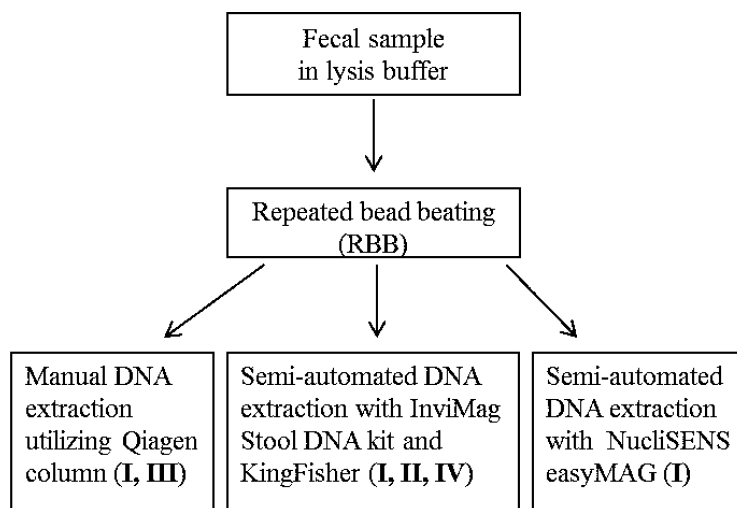 Fecal sample
in lysis buffer
Repeated bead beating
(RBB)
Manual DNA
extraction
utilizing Qiagen
column (I, III)
Semi-automated DNA
extraction with InviMag
Stool DNA kit and
KingFisher (I, II, IV)
Semi-automated
DNA extraction
with NucliSENS
easyMAG (I)